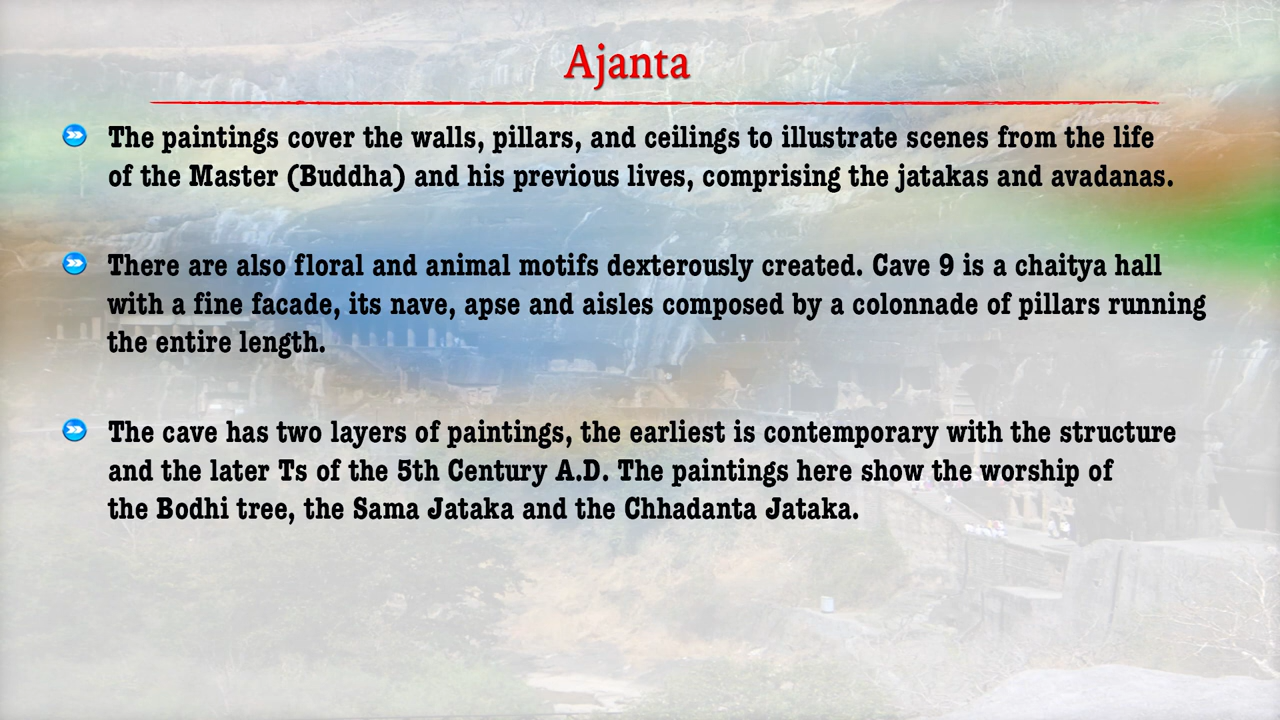 Ajanta
The paintings cover the walls, pillars, and ceilings to illustrate scenes from the life
of the Master (Buddha) and his previous lives, comprising the jatakas and avadanas.
There are also floral and animal motifs dexterously created. Cave 9 is a chaitya hall
with a fine facade, its nave, apse and aisles composed by a colonnade of pillars running
the entire length.
The cave has two layers of paintings, the earliest is contemporary with the structure
and the later Ts of the 5th Century A.D. The paintings here show the worship of
the Bodhi tree, the Sama Jataka and the Chhadanta Jataka.